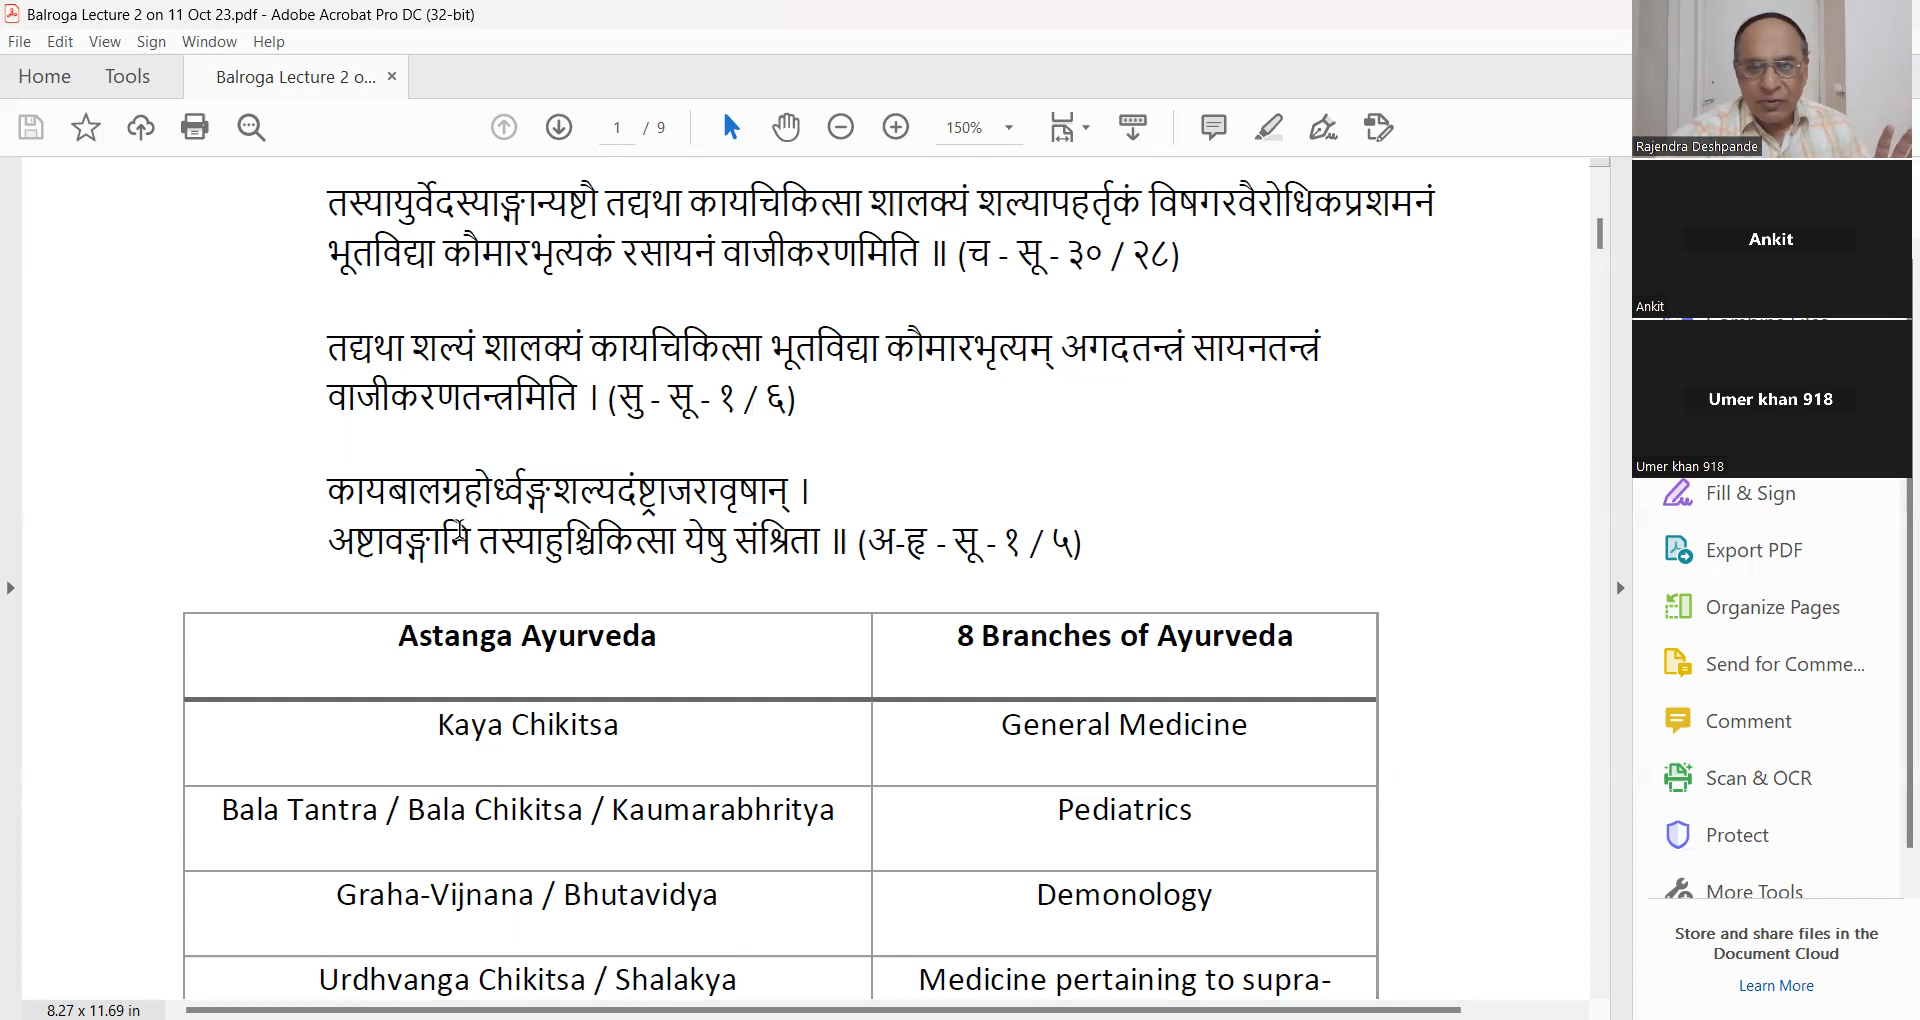 Balroga Lecture 2 on 11 Oct 23.pdf - Adobe Acrobat Pro DC (32-bit)
File Edit View Sign Window Help
Home Tools Balroga Lecture 2 o... ×
1 / 9 150%
तस्यायुर्वेदस्याङ्गान्यष्टौ तद्यथा कायचिकित्सा शालक्यं शल्यापहर्तृकं विषगरवैरोधिकप्रशमनं
भूतविद्या कौमारभृत्यकं रसायनं वाजीकरणमिति ॥ (च - सू - ३० / २८)
तद्यथा शल्यं शालक्यं कायचिकित्सा भूतविद्या कौमारभृत्यम् अगदतन्त्रं सायनतन्त्रं
वाजीकरणतन्त्रमिति । (सु - सू - १ / ६)
कायबालग्रहोर्ध्वङ्गशल्यदंष्ट्राजरावृषान् ।
अष्टावङ्गानि तस्याहुश्चिकित्सा येषु संश्रिता ॥ (अ-हृ - सू - १ / ५)
Astanga Ayurveda 8 Branches of Ayurveda
Kaya Chikitsa General Medicine
Bala Tantra / Bala Chikitsa / Kaumarabhritya Pediatrics
Graha-Vijnana / Bhutavidya Demonology
Urdhvanga Chikitsa / Shalakya Medicine pertaining to supra-
8.27 x 11.69 in
Rajendra Deshpande
Ankit
Ankit
Umer khan 918
Umer khan 918
Fill & Sign
Export PDF
Organize Pages
Send for Comme...
Comment
Scan & OCR
Protect
More Tools
Store and share files in the
Document Cloud
Learn More